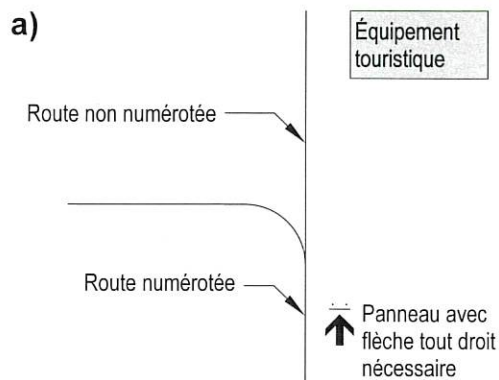 a)
Équipement
touristique
Route non numérotée
Route numérotée
Panneau avec
flèche tout droit
nécessaire